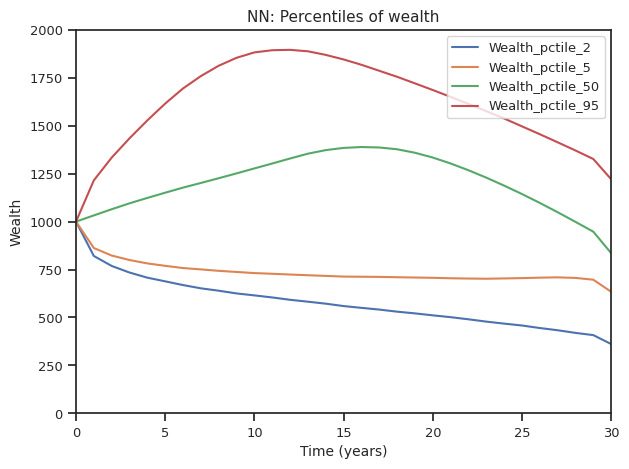 NN: Percentiles of wealth
Wealth_pctile_2
Wealth_pctile_5
Wealth_pctile_50
Wealth_pctile_95
2000
1750
1500
1250
1000
750
500
250
0
Wealth
0 5 10 15 20 25 30
Time (years)